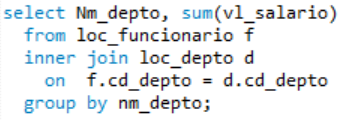 select Nm_depto, sum(vl_salario)
from loc_funcionario f
inner join loc_depto d
on f.cd_depto = d.cd_depto
group by nm_depto;